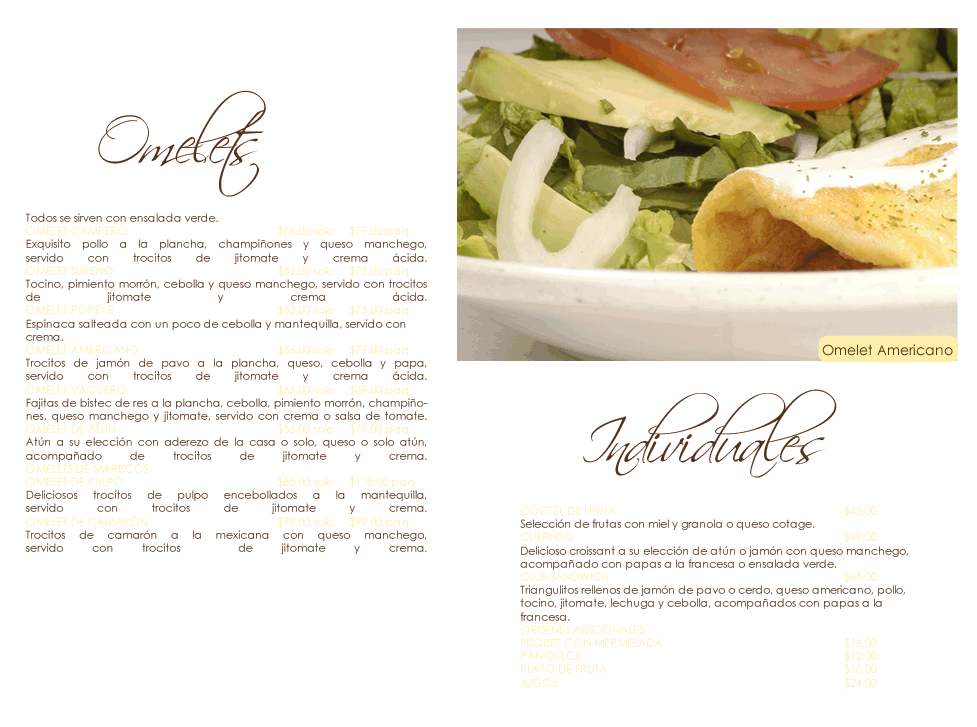 Omelets
Todos se sirven con ensalada verde.
OMELET CAMPERO $56.00 solo $79.00 paq
Exquisito pollo a la plancha, champiñones y queso manchego,
servido con trocitos de jitomate y crema ácida.
OMELET SUREÑO $52.00 solo $75.00 paq
Tocino, pimiento morrón, cebolla y queso manchego, servido con trocitos
de jitomate y crema ácida.
OMELET POPEYE $52.00 solo $75.00 paq
Espinaca salteada con un poco de cebolla y mantequilla, servido con
crema.
OMELET AMERICANO $56.00 solo $79.00 paq
Trocitos de jamón de pavo a la plancha, queso, cebolla y papa,
servido con trocitos de jitomate y crema ácida.
OMELET VAQUERO $65.00 solo $89.00 paq
Fajitas de bistec de res a la plancha, cebolla, pimiento morrón, champiño-
nes, queso manchego y jitomate, servido con crema o salsa de tomate.
OMELET DE ATÚN $56.00 solo $79.00 paq
Atún a su elección con aderezo de la casa o solo, queso o solo atún,
acompañado de trocitos de jitomate y crema.
OMELETS DE MARISCOS
OMELET DE PULPO $85.00 solo $110.00 paq
Deliciosos trocitos de pulpo encebollados a la mantequilla,
servido con trocitos de jitomate y crema.
OMELET DE CAMARÓN $79.00 solo $99.00 paq
Trocitos de camarón a la mexicana con queso manchego,
servido con trocitos de jitomate y crema.
Omelet Americano
Individuales
COCTEL DE FRUTA $45.00
Selección de frutas con miel y granola o queso cotage.
CUERNITO $49.00
Delicioso croissant a su elección de atún o jamón con queso manchego,
acompañado con papas a la francesa o ensalada verde.
CLUB SANDWICH $65.00
Triangulitos rellenos de jamón de pavo o cerdo, queso americano, pollo,
tocino, jitomate, lechuga y cebolla, acompañados con papas a la
francesa.
ORDENES ADICIONALES
BISQUET CON MERMELADA $16.00
PAN DULCE $12.00
PLATO DE FRUTA $18.00
JUGOS $24.00